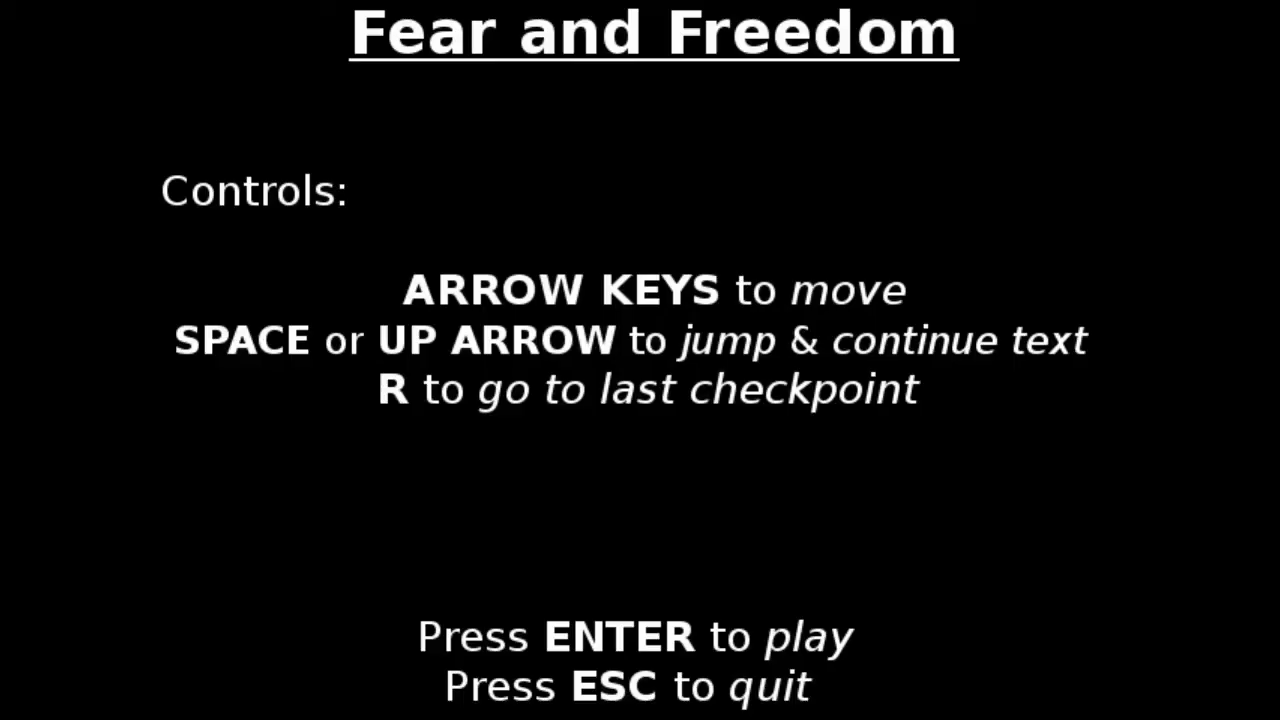 Fear and Freedom
Controls:
ARROW KEYS to move
SPACE or UP ARROW to jump & continue text
R to go to last checkpoint
Press ENTER to play
Press ESC to quit